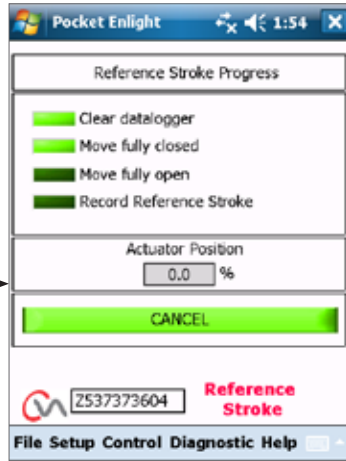 Pocket Enlight 1:54
Reference Stroke Progress
Clear datalogger
Move fully closed
Move fully open
Record Reference Stroke
Actuator Position
0.0 %
CANCEL
Z537373604
Reference
Stroke
File Setup Control Diagnostic Help